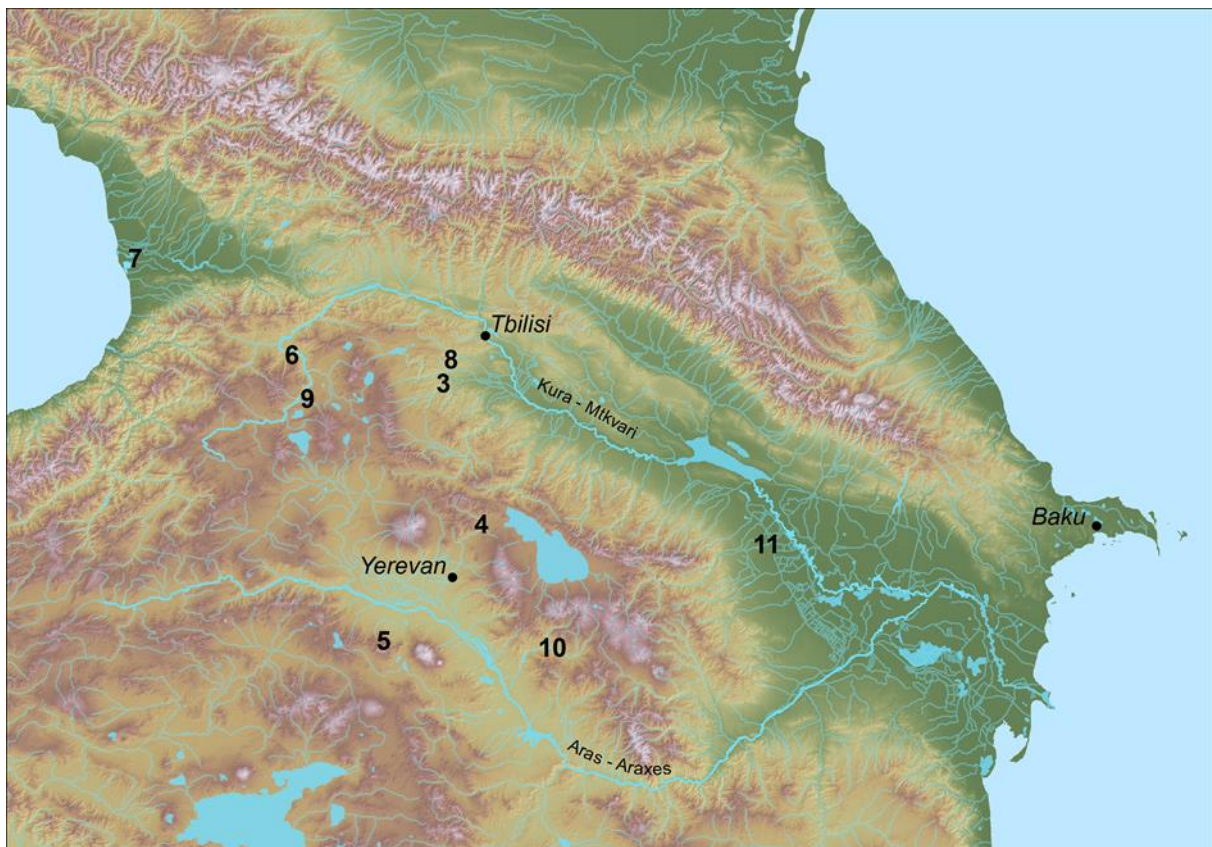 7
Tbilisi
6
8
3
9
Kura - Mtkvari
4
Baku
11
Yerevan
5
10
Aras - Araxes